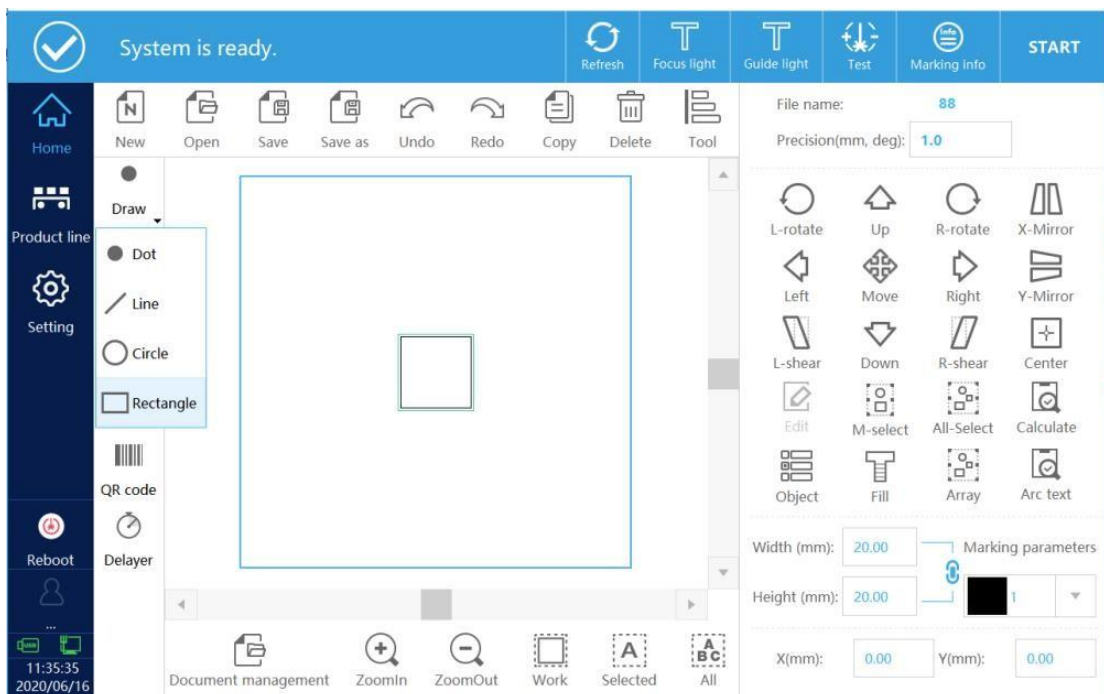 System is ready.
Refresh
Focus light
Guide light
Test
info
Marking info
START
Home
Product line
Setting
Reboot
...
11:35:35
2020/06/16
N
New
Open
Save
Save as
Undo
Redo
Copy
Delete
Tool
Draw
Dot
Line
Circle
Rectangle
QR code
Delayer
Document management
ZoomIn
ZoomOut
Work
A
Selected
A
B C
All
File name: 88
Precision(mm, deg): 1.0
L-rotate
Up
R-rotate
X-Mirror
Left
Move
Right
Y-Mirror
L-shear
Down
R-shear
Center
Edit
M-select
All-Select
Calculate
Object
Fill
Array
Arc text
Width (mm): 20.00
Marking parameters
Height (mm): 20.00
1
X(mm): 0.00
Y(mm): 0.00